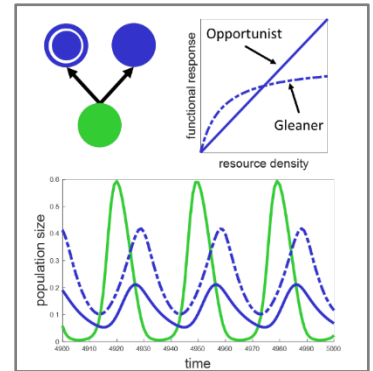 Opportunist
Gleaner
functional response
resource density
0.6
0.5
0.4
0.3
0.2
0.1
0
population size
4900 4910 4920 4930 4940 4950 4960 4970 4980 4990 5000
time